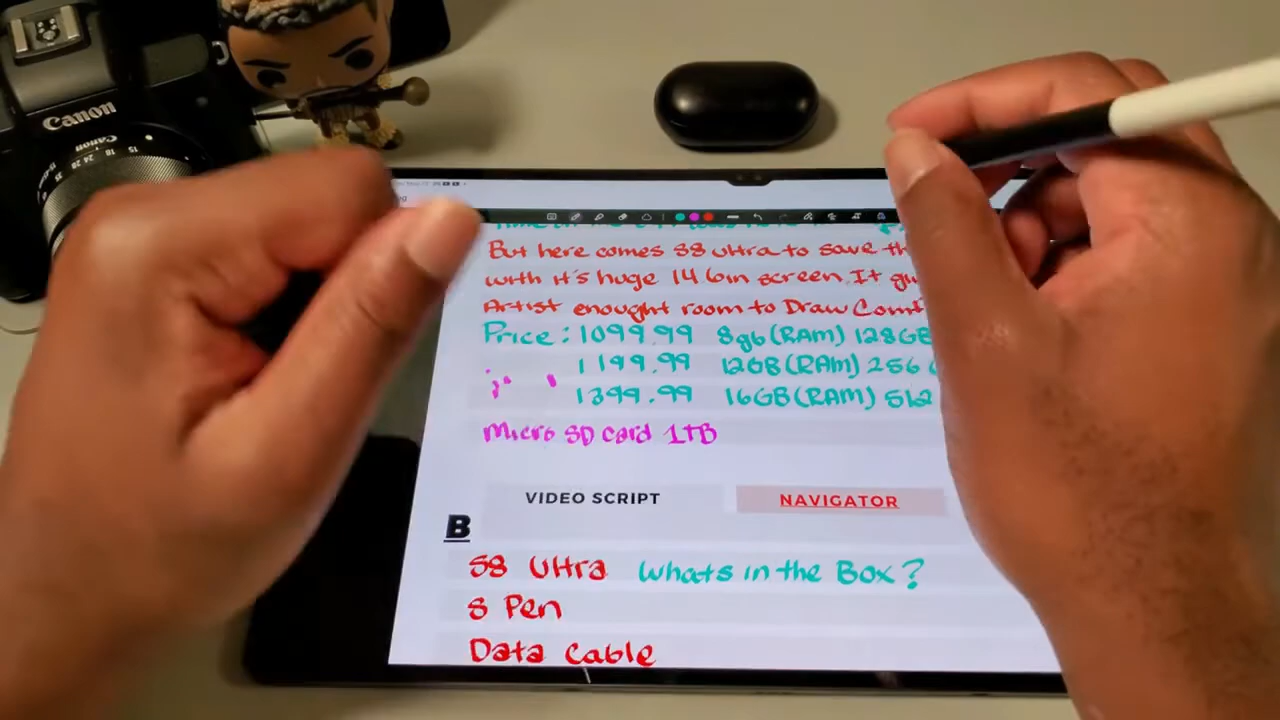 Canon
Canon
But here comes S8 Ultra to save
with it's huge 14.6in screen. It
Artist enought room to Draw
Price: 1099.99 8gb(RAM) 128GB
1199.99 12GB(RAM) 256
1399.99 16GB(RAM) 512
Micro SD card 1TB
VIDEO SCRIPT NAVIGATOR
B
S8 Ultra Whats in the Box?
S Pen
Data Cable